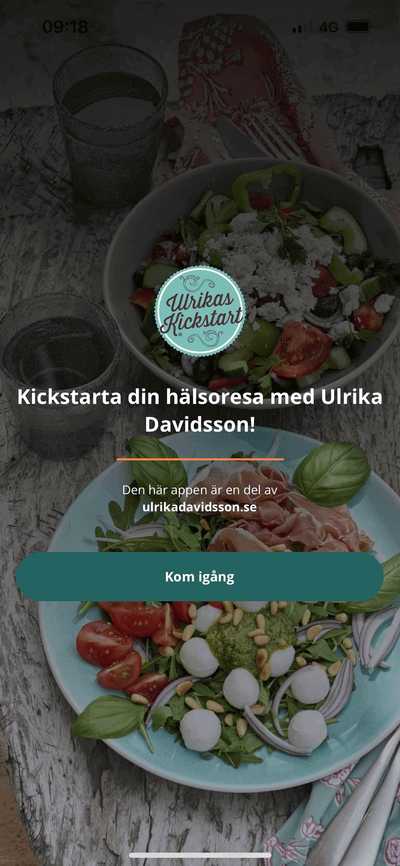 09:18
4G
Ulrikas
Kickstart
Kickstarta din hälsoresa med Ulrika
Davidsson!
Den här appen är en del av
ulrikadavidsson.se
Kom igång